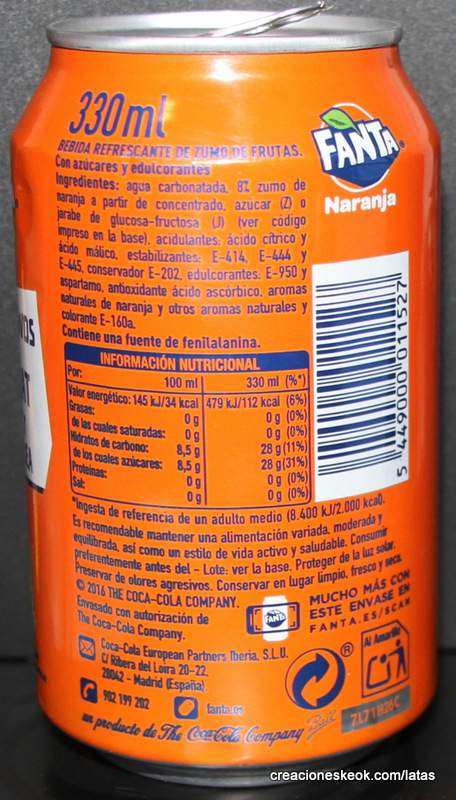 330ml
BEBIDA REFRESCANTE DE ZUMO DE FRUTAS.
Con azúcares y edulcorantes
Ingredientes: agua carbonatada, 8% zumo de
naranja a partir de concentrado, azucar (Z) o
jarabe de glucosa-fructosa (J) (ver código
impreso en la base), acidulantes: ácido cítrico y
ácido málico, estabilizantes: E-414, E-444 y
E-445, conservador E-202, edulcorantes: E-950 y
aspartamo, antioxidante ácido ascórbico, aromas
naturales de naranja y otros aromas naturales y
colorante E-160a.
Contiene una fuente de fenilalanina.
FANTA
Naranja
INFORMACIÓN NUTRICIONAL
Por: 100 ml 330 ml (%*)
Valor energético: 145 kJ/34 kcal 479 kJ/112 kcal (6%)
Grasas: 0 g 0 g (0%)
de las cuales saturadas: 0 g 0 g (0%)
Hidratos de carbono: 8,5 g 28 g (11%)
de los cuales azúcares: 8,5 g 28 g (31%)
Proteínas: 0 g 0 g (0%)
Sal: 0 g 0 g (0%)
5 449000 011527
*Ingesta de referencia de un adulto medio (8.400 kJ/2.000 kcal).
Es recomendable mantener una alimentación variada, moderada y
equilibrada, así como un estilo de vida activo y saludable. Consumir
preferentemente antes del - Lote: ver la base. Proteger de la luz solar.
Preservar de olores agresivos. Conservar en lugar limpio, fresco y seco.
© 2016 THE COCA-COLA COMPANY.
Envasado con autorización de
The Coca-Cola Company.
FANTA
MUCHO MÁS CON
ESTE ENVASE EN
FANTA.ES/SCAN
Coca-Cola European Partners Iberia, S.L.U.
C/ Ribera del Loira 20-22.
28042 - Madrid (España)
902 199 202
fanta.es
®
Al Amarillo
un producto de The Coca-Cola Company
Ball
creacioneskeok.com/latas